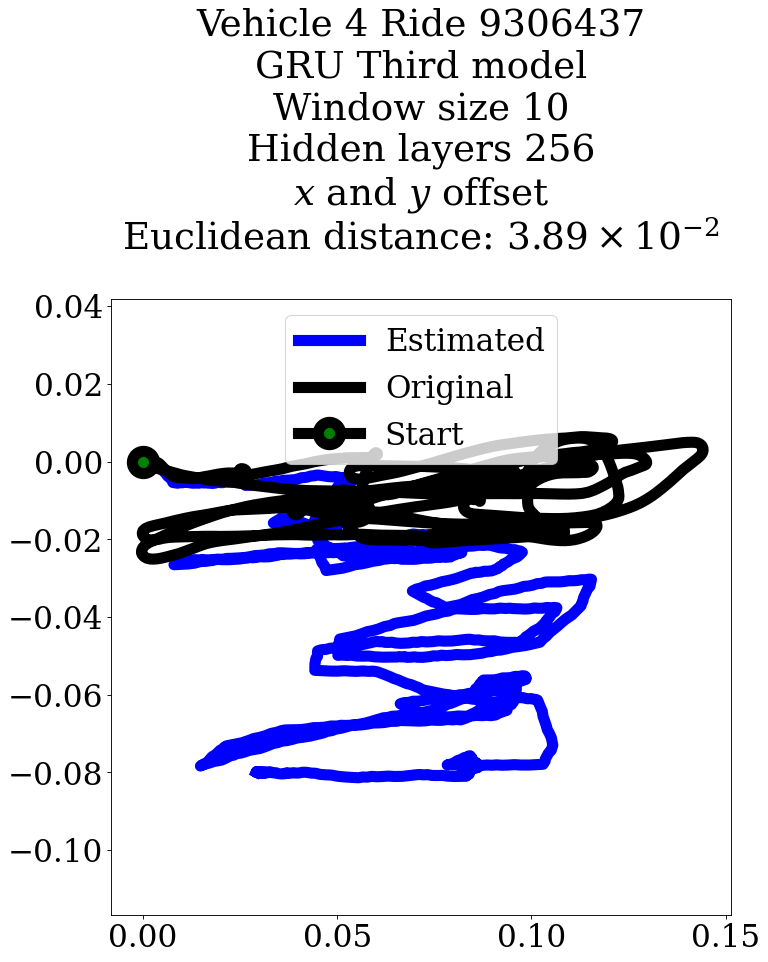 Vehicle 4 Ride 9306437
GRU Third model
Window size 10
Hidden layers 256
x and y offset
Euclidean distance: 3.89 × 10⁻²
Estimated
Original
Start
0.04
0.02
0.00
−0.02
−0.04
−0.06
−0.08
−0.10
0.00 0.05 0.10 0.15